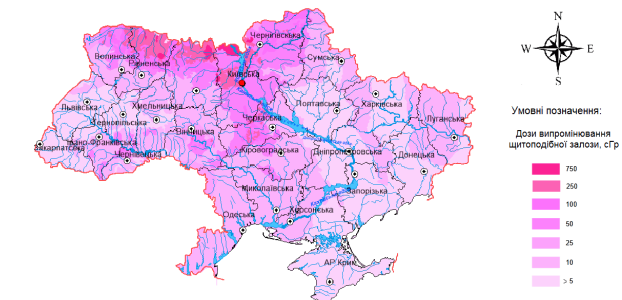 N
W E
S
Чернігівська
Волинська
Рівненська
Сумська
Київська
Львівська
Хмельницька
Полтавська
Харківська
Тернопільська
Черкаська
Луганська
Вінницька
Івано-Франківська
Закарпатська
Чернівецька
Кіровоградська
Дніпропетровська
Донецька
Миколаївська
Запорізька
Одеська
Херсонська
АР Крим
Умовні позначення:
Дози випромінювання
щитоподібної залози, сГр
750
250
100
50
25
10
> 5